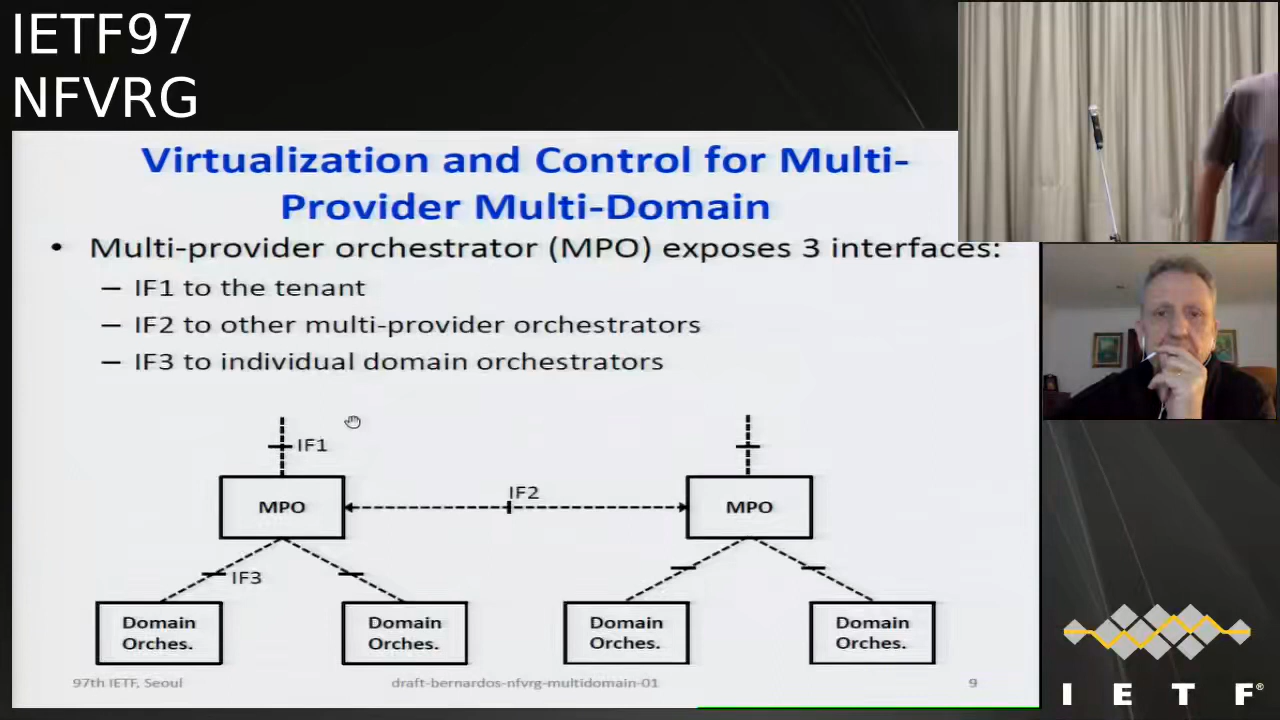 IETF97
NFVRG
Virtualization and Control for Multi-
Provider Multi-Domain
• Multi-provider orchestrator (MPO) exposes 3 interfaces:
– IF1 to the tenant
– IF2 to other multi-provider orchestrators
– IF3 to individual domain orchestrators
IF1
MPO
IF2
MPO
IF3
Domain
Orches.
Domain
Orches.
Domain
Orches.
Domain
Orches.
97th IETF, Seoul
draft-bernardos-nfvrg-multidomain-01
9
I E T F®